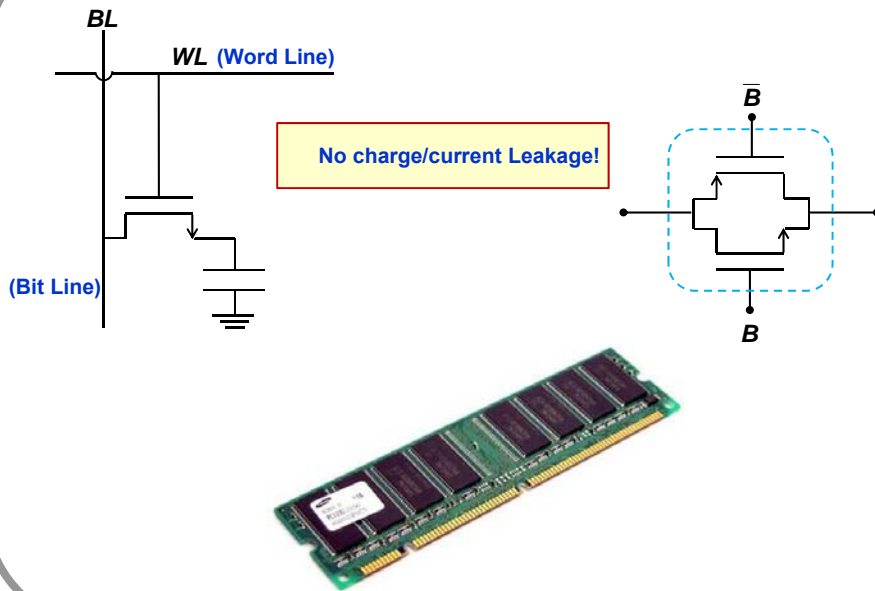 BL
WL (Word Line)
B̅
No charge/current Leakage!
(Bit Line)
B